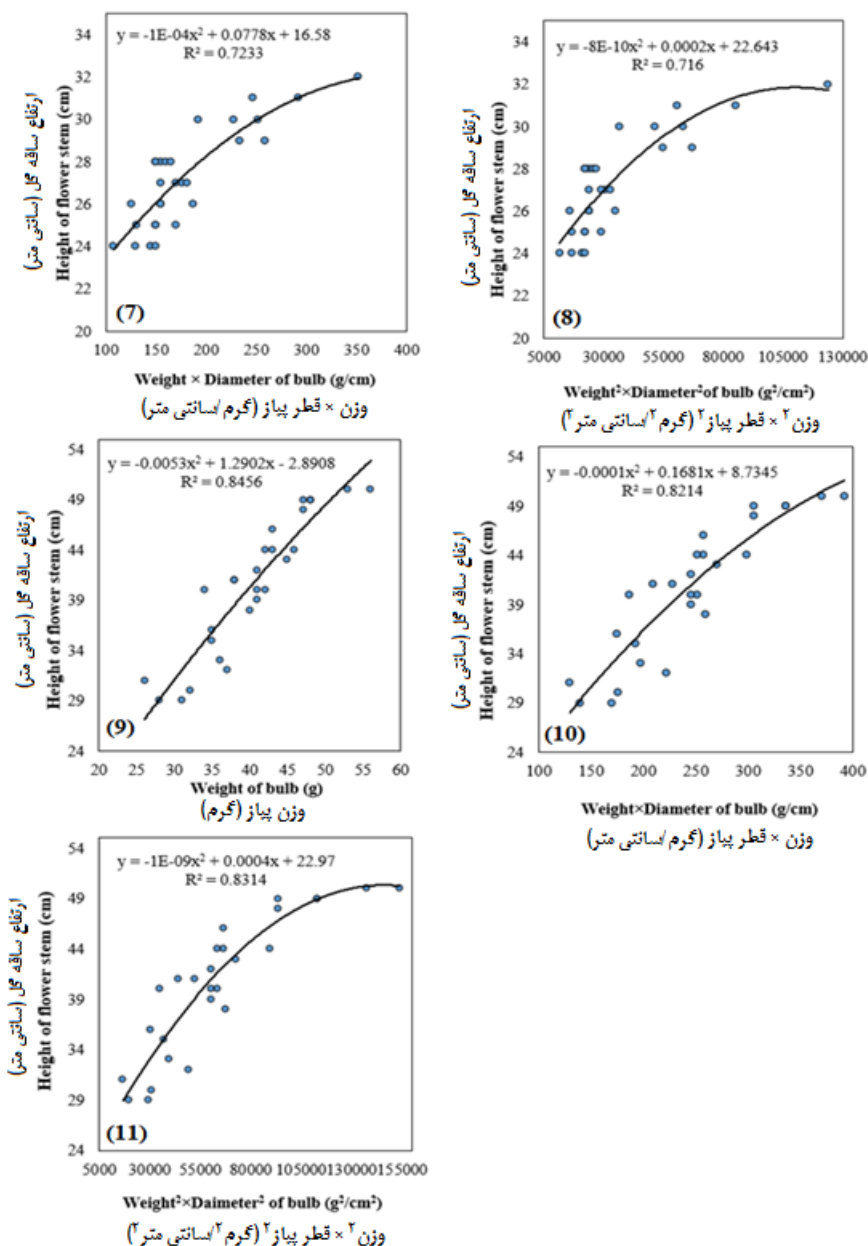 y = -1E-04x² + 0.0778x + 16.58
R² = 0.7233
ارتفاع ساقه گل (سانتی متر)
Height of flower stem (cm)
34
32
30
28
26
24
22
20
(7)
100 150 200 250 300 350 400
Weight × Diameter of bulb (g/cm)
وزن × قطر پیاز (گرم/سانتی متر)
y = -8E-10x² + 0.0002x + 22.643
R² = 0.716
ارتفاع ساقه گل (سانتی متر)
Height of flower stem (cm)
34
32
30
28
26
24
22
20
(8)
5000 30000 55000 80000 105000 130000
Weight²×Diameter²of bulb (g²/cm²)
وزن۲ × قطر پیاز۲ (گرم۲/سانتی متر۲)
y = -0.0053x² + 1.2902x - 2.8908
R² = 0.8456
ارتفاع ساقه گل (سانتی متر)
Height of flower stem (cm)
54
49
44
39
34
29
24
(9)
20 25 30 35 40 45 50 55 60
Weight of bulb (g)
وزن پیاز (گرم)
y = -0.0001x² + 0.1681x + 8.7345
R² = 0.8214
ارتفاع ساقه گل (سانتی متر)
Height of flower stem (cm)
54
49
44
39
34
29
24
(10)
100 150 200 250 300 350 400
Weight×Diameter of bulb (g/cm)
وزن × قطر پیاز (گرم/سانتی متر)
y = -1E-09x² + 0.0004x + 22.97
R² = 0.8314
ارتفاع ساقه گل (سانتی متر)
Height of flower stem (cm)
54
49
44
39
34
29
24
(11)
5000 30000 55000 80000 105000 130000 155000
Weight²×Daimeter² of bulb (g²/cm²)
وزن۲ × قطر پیاز۲ (گرم۲/سانتی متر۲)